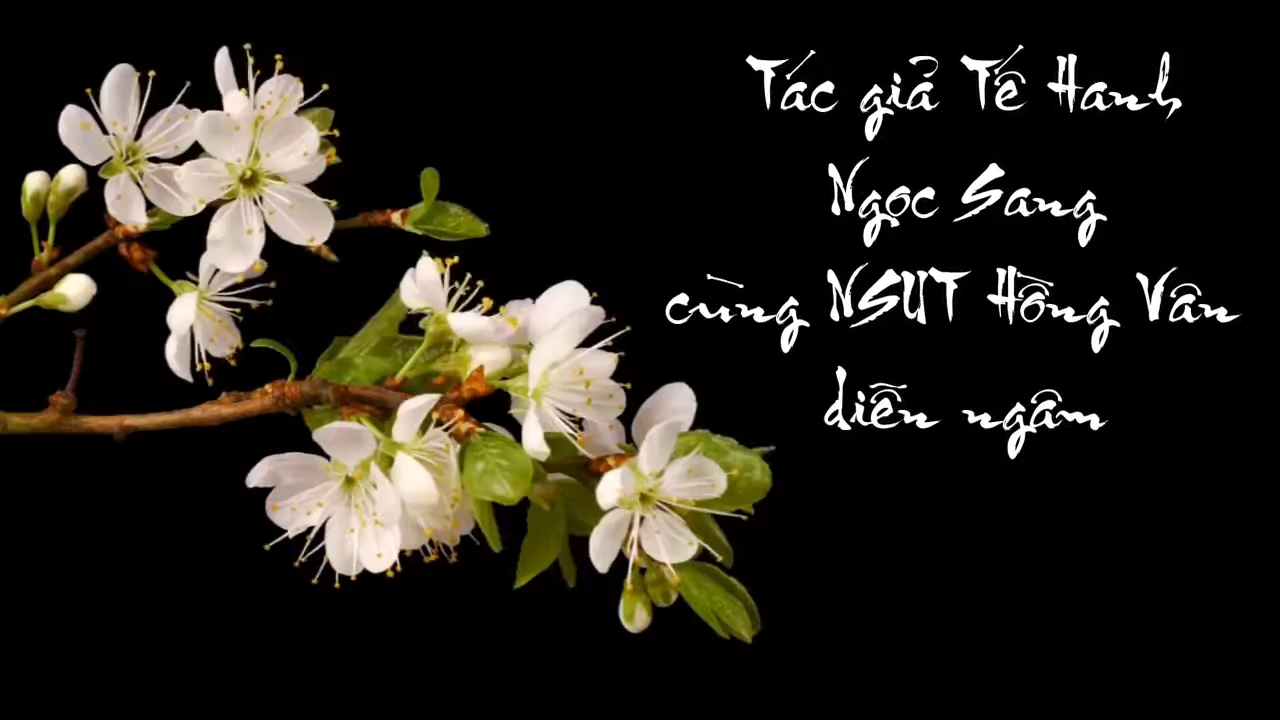 Tác giả Tế Hanh
Ngọc Sang
cùng NSUT Hồng Vân
diễn ngâm